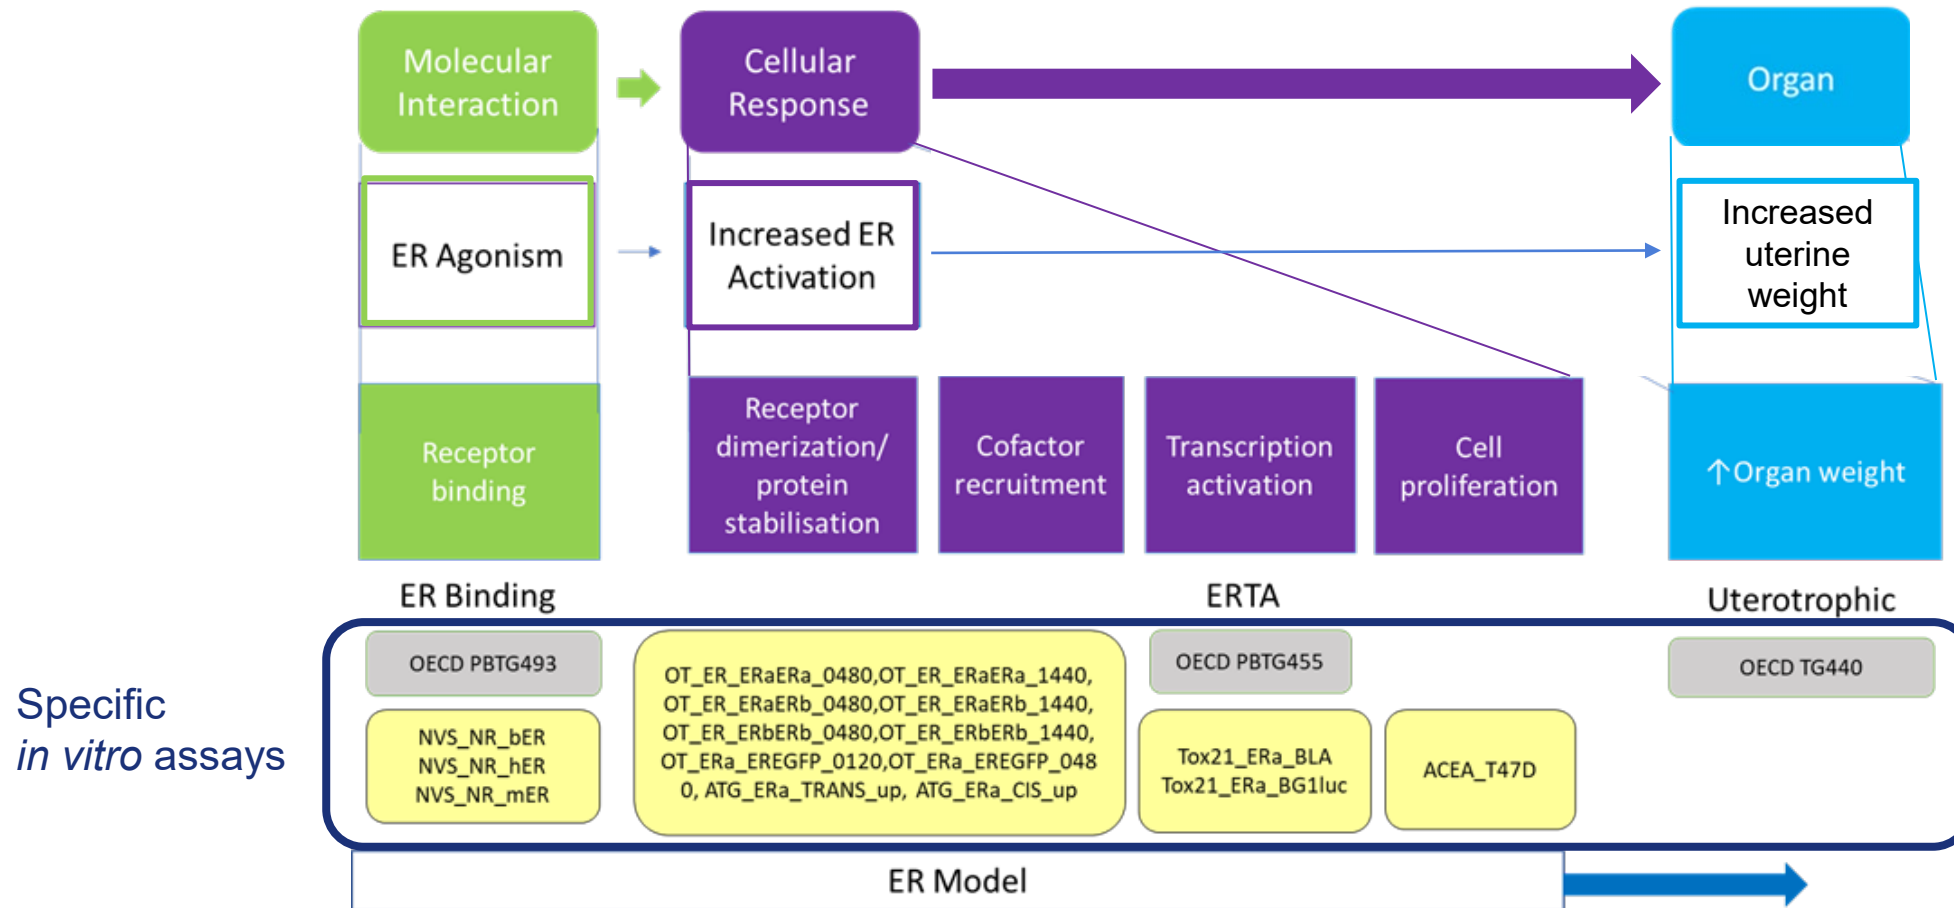 Molecular
Interaction
Cellular
Response
Organ
ER Agonism
Increased ER
Activation
Increased
uterine
weight
Receptor
binding
Receptor
dimerization/
protein
stabilisation
Cofactor
recruitment
Transcription
activation
Cell
proliferation
↑Organ weight
ER Binding
ERTA
Uterotrophic
Specific
in vitro assays
OECD PBTG493
NVS_NR_bER
NVS_NR_hER
NVS_NR_mER
OT_ER_ERaERa_0480,OT_ER_ERaERa_1440,
OT_ER_ERaERb_0480,OT_ER_ERaERb_1440,
OT_ER_ERbERb_0480,OT_ER_ERbERb_1440,
OT_ERa_EREGFP_0120,OT_ERa_EREGFP_048
0, ATG_ERa_TRANS_up, ATG_ERa_CIS_up
OECD PBTG455
Tox21_ERa_BLA
Tox21_ERa_BG1luc
ACEA_T47D
OECD TG440
ER Model